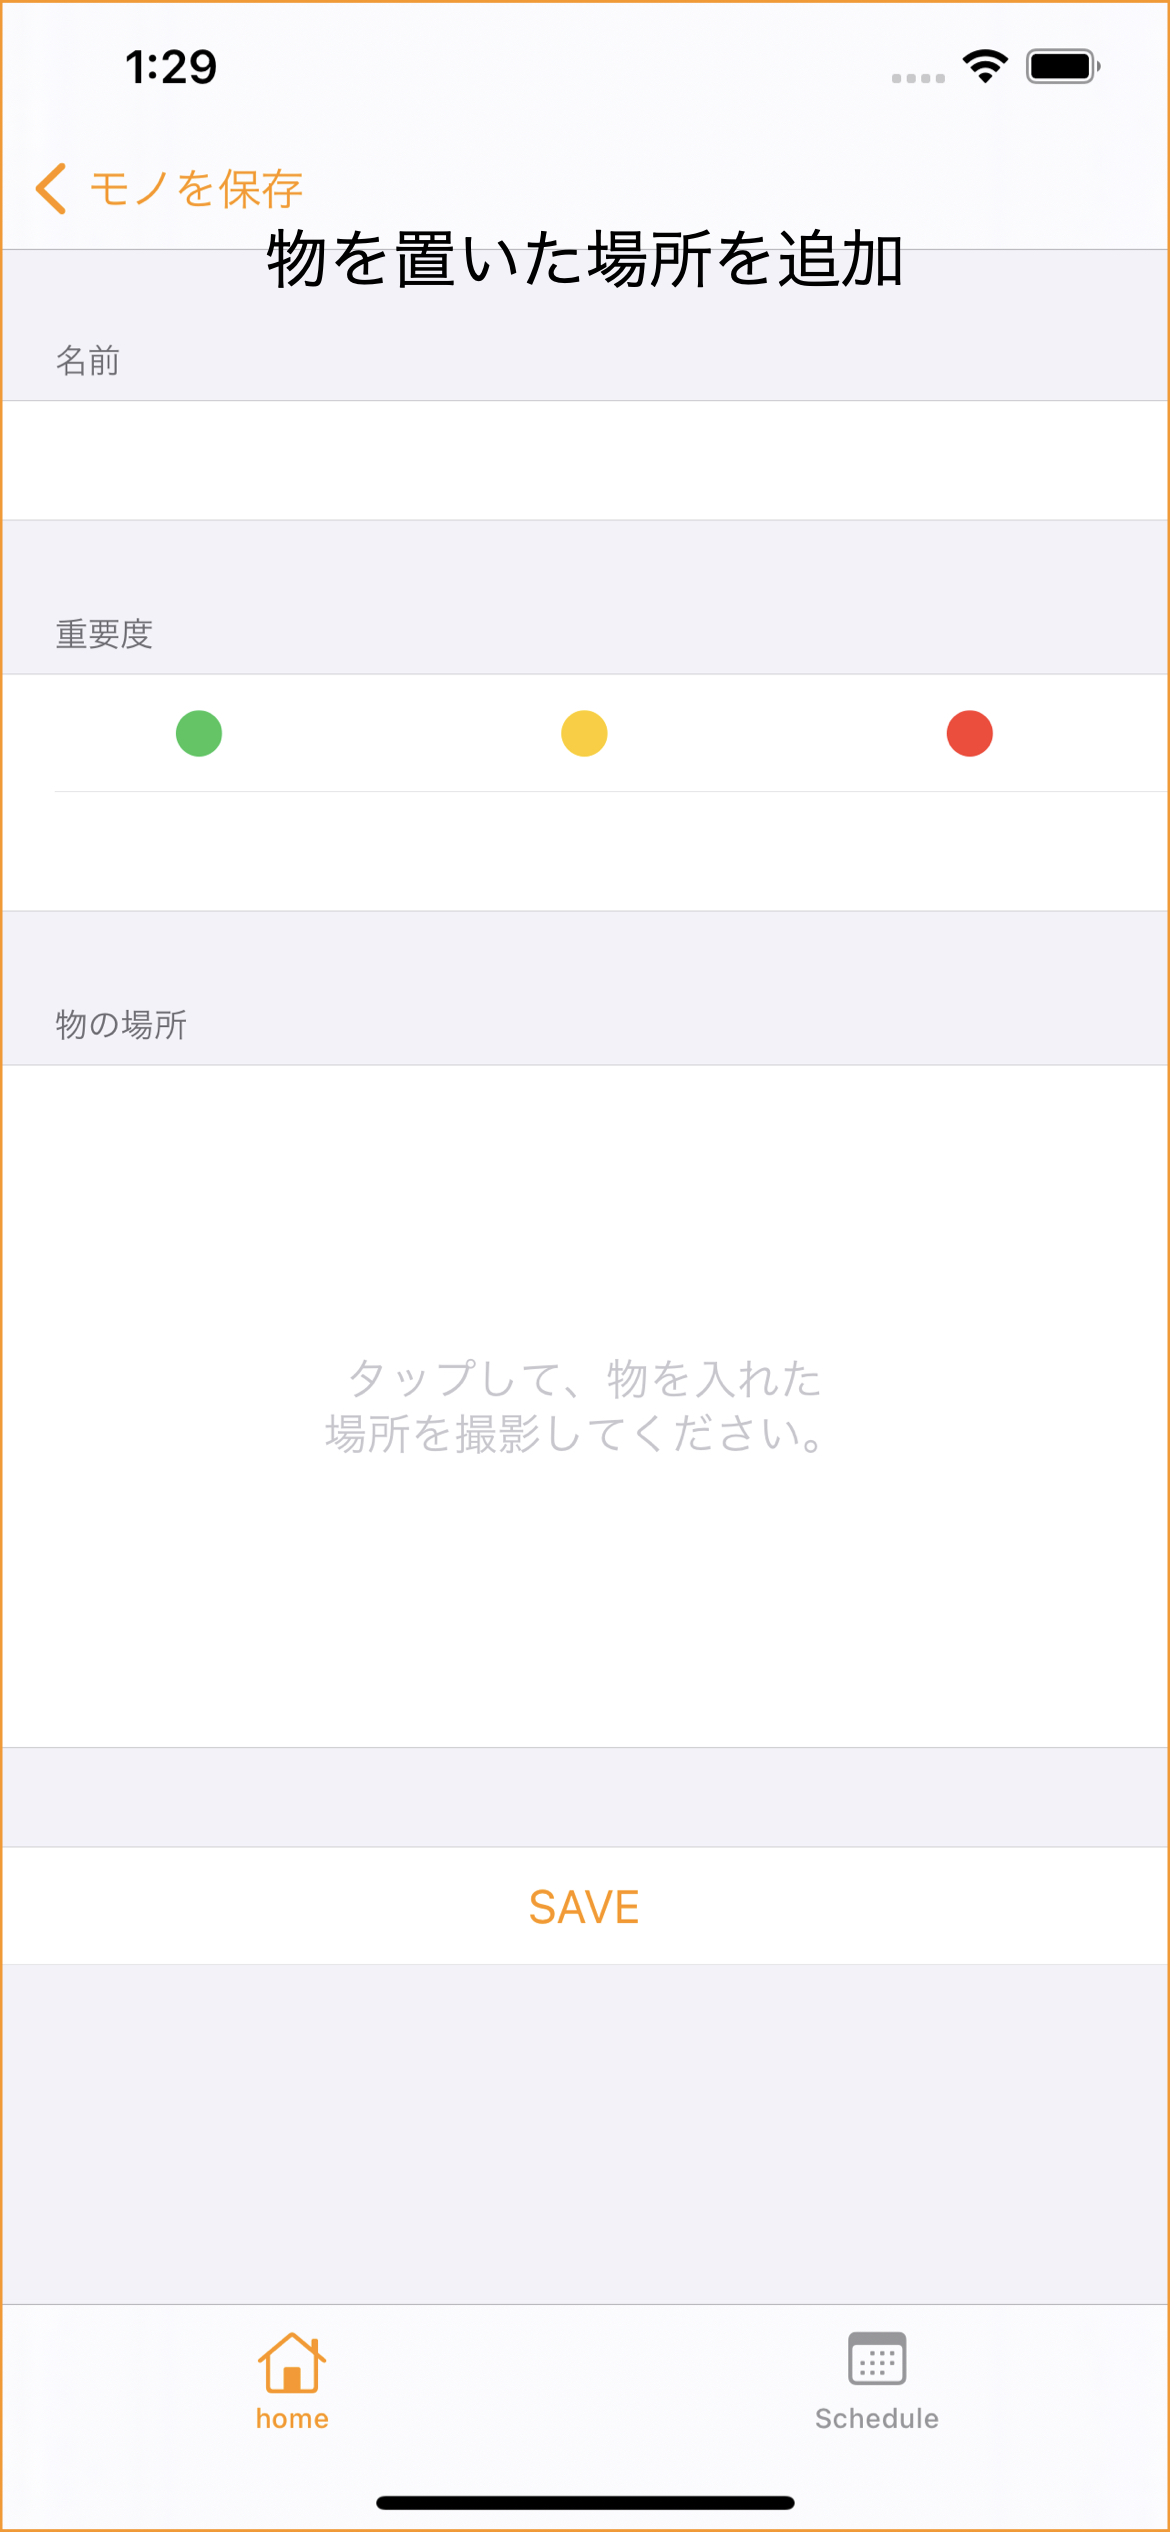 1:29
モノを保存
物を置いた場所を追加
名前
重要度
物の場所
タップして、物を入れた
場所を撮影してください。
SAVE
home
Schedule